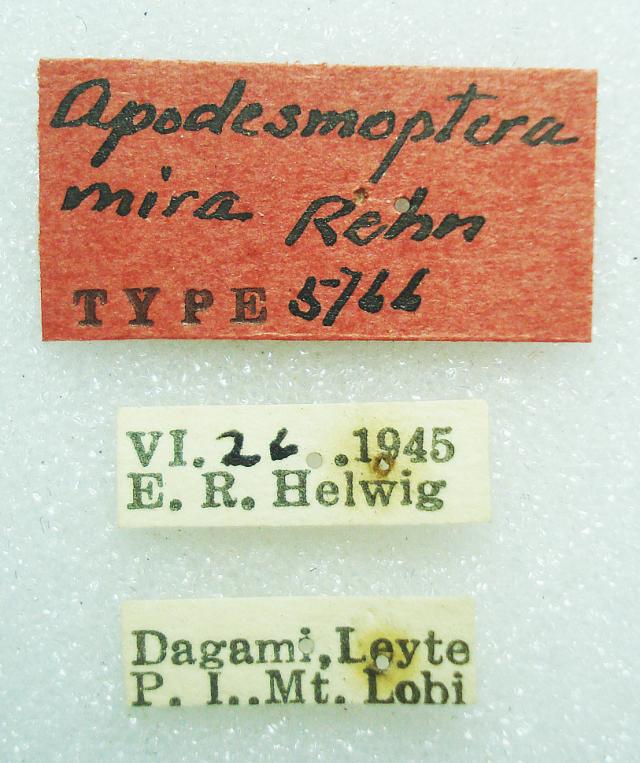 Apodesmoptera
mira Rehn
TYPE 5766
VI. 26 .1945
E. R. Helwig
Dagami, Leyte
P. I..Mt. Lobi